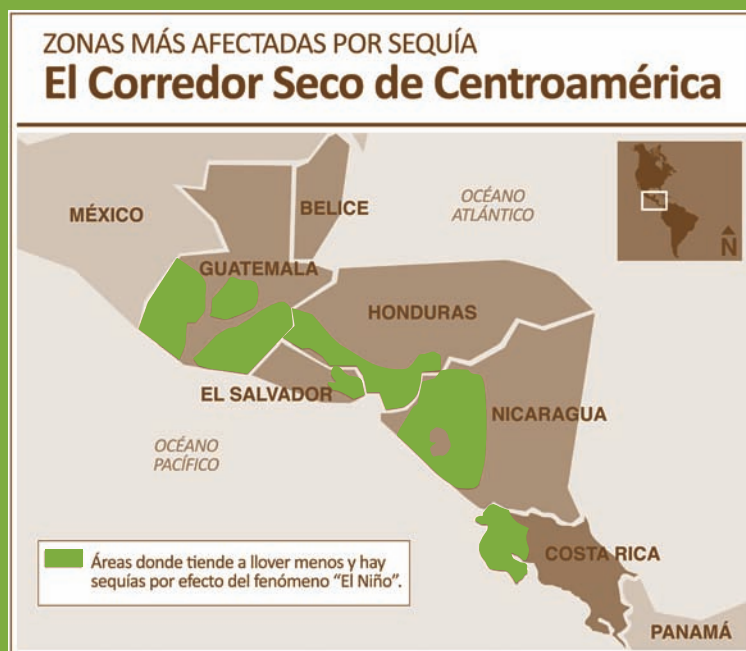 ZONAS MÁS AFECTADAS POR SEQUÍA
El Corredor Seco de Centroamérica
MÉXICO
BELICE
OCÉANO
ATLÁNTICO
N
GUATEMALA
HONDURAS
EL SALVADOR
NICARAGUA
OCÉANO
PACÍFICO
COSTA RICA
PANAMÁ
Áreas donde tiende a llover menos y hay
sequías por efecto del fenómeno “El Niño”.